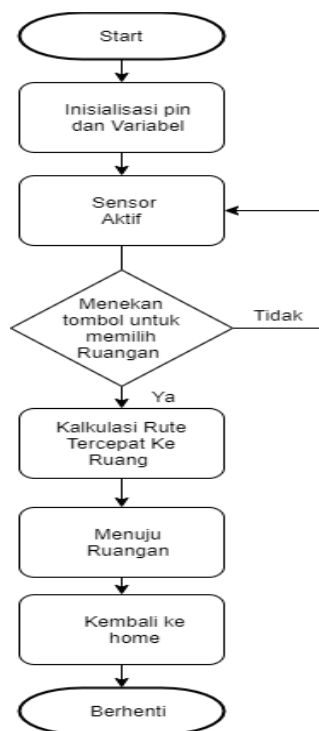 Start
Inisialisasi pin
dan Variabel
Sensor
Aktif
Menekan
tombol untuk
memilih
Ruangan
Tidak
Ya
Kalkulasi Rute
Tercepat Ke
Ruang
Menuju
Ruangan
Kembali ke
home
Berhenti